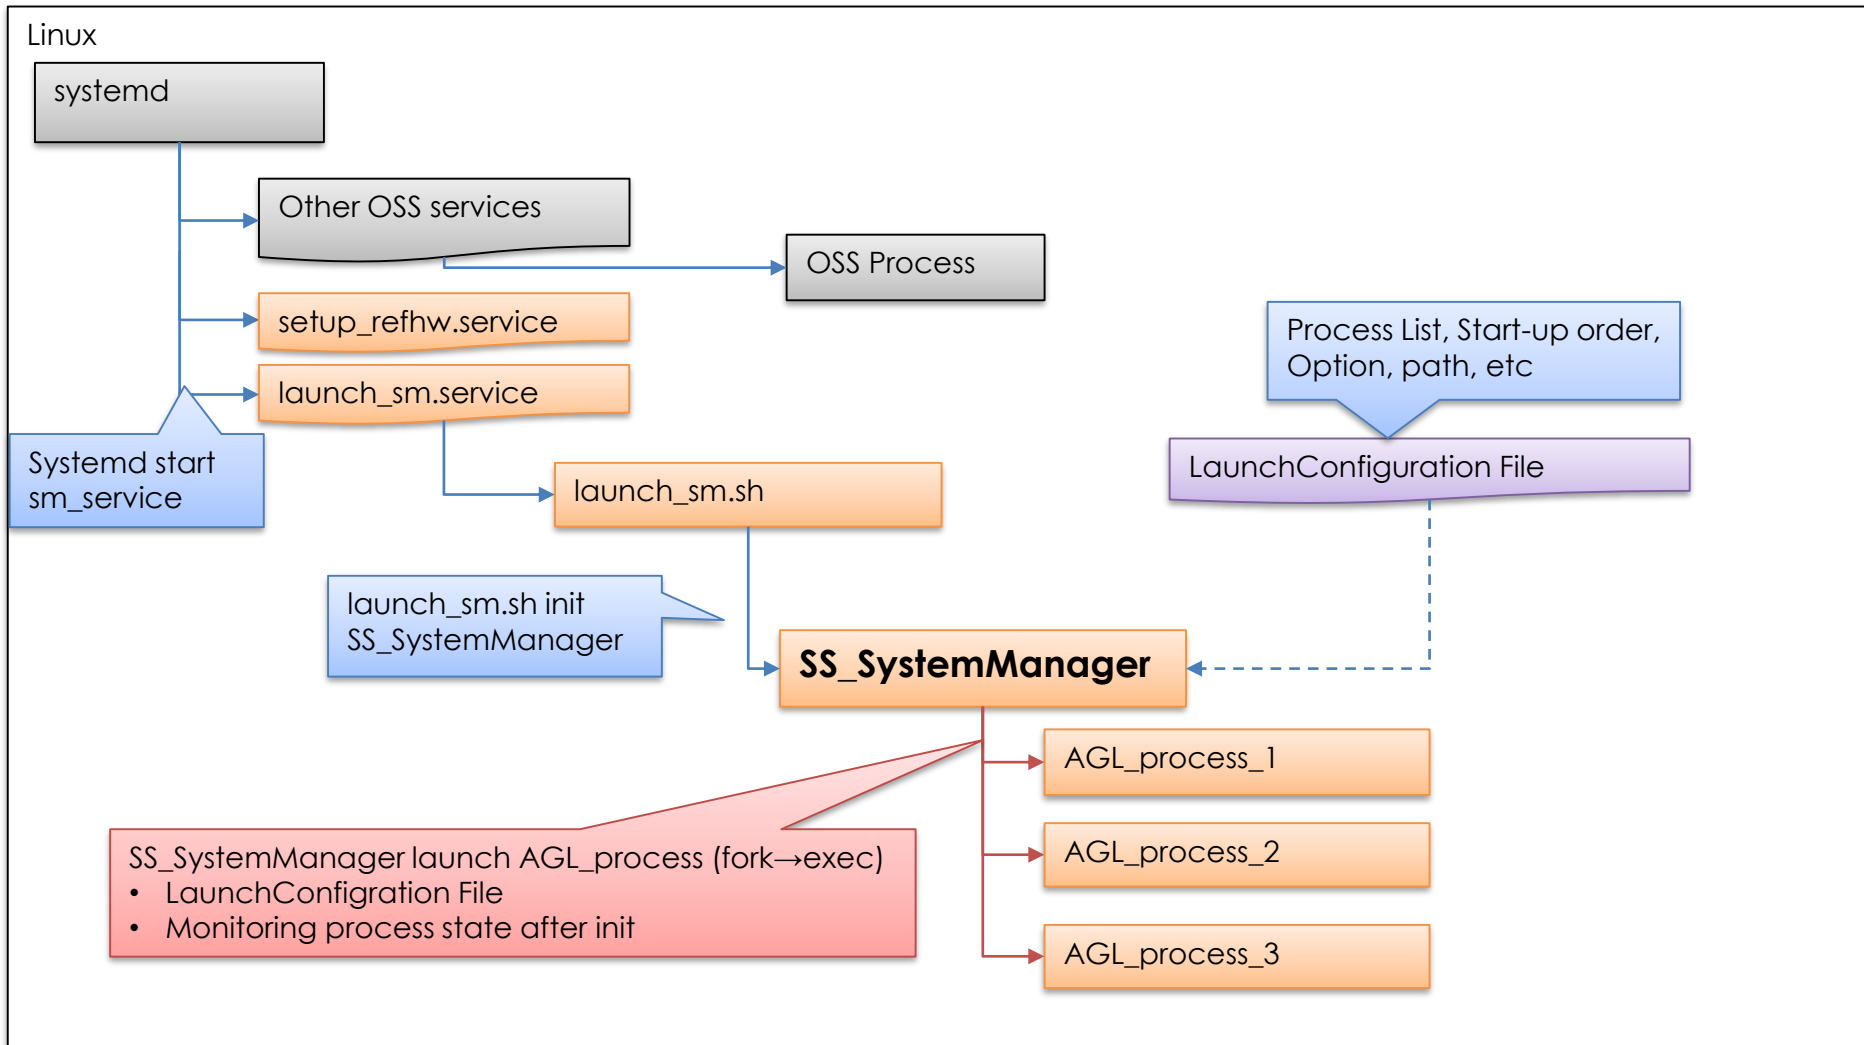 Linux
systemd
Other OSS services
OSS Process
setup_refhw.service
Process List, Start-up order,
Option, path, etc
launch_sm.service
Systemd start
sm_service
LaunchConfiguration File
launch_sm.sh
launch_sm.sh init
SS_SystemManager
SS_SystemManager
AGL_process_1
SS_SystemManager launch AGL_process (fork→exec)
• LaunchConfigration File
• Monitoring process state after init
AGL_process_2
AGL_process_3